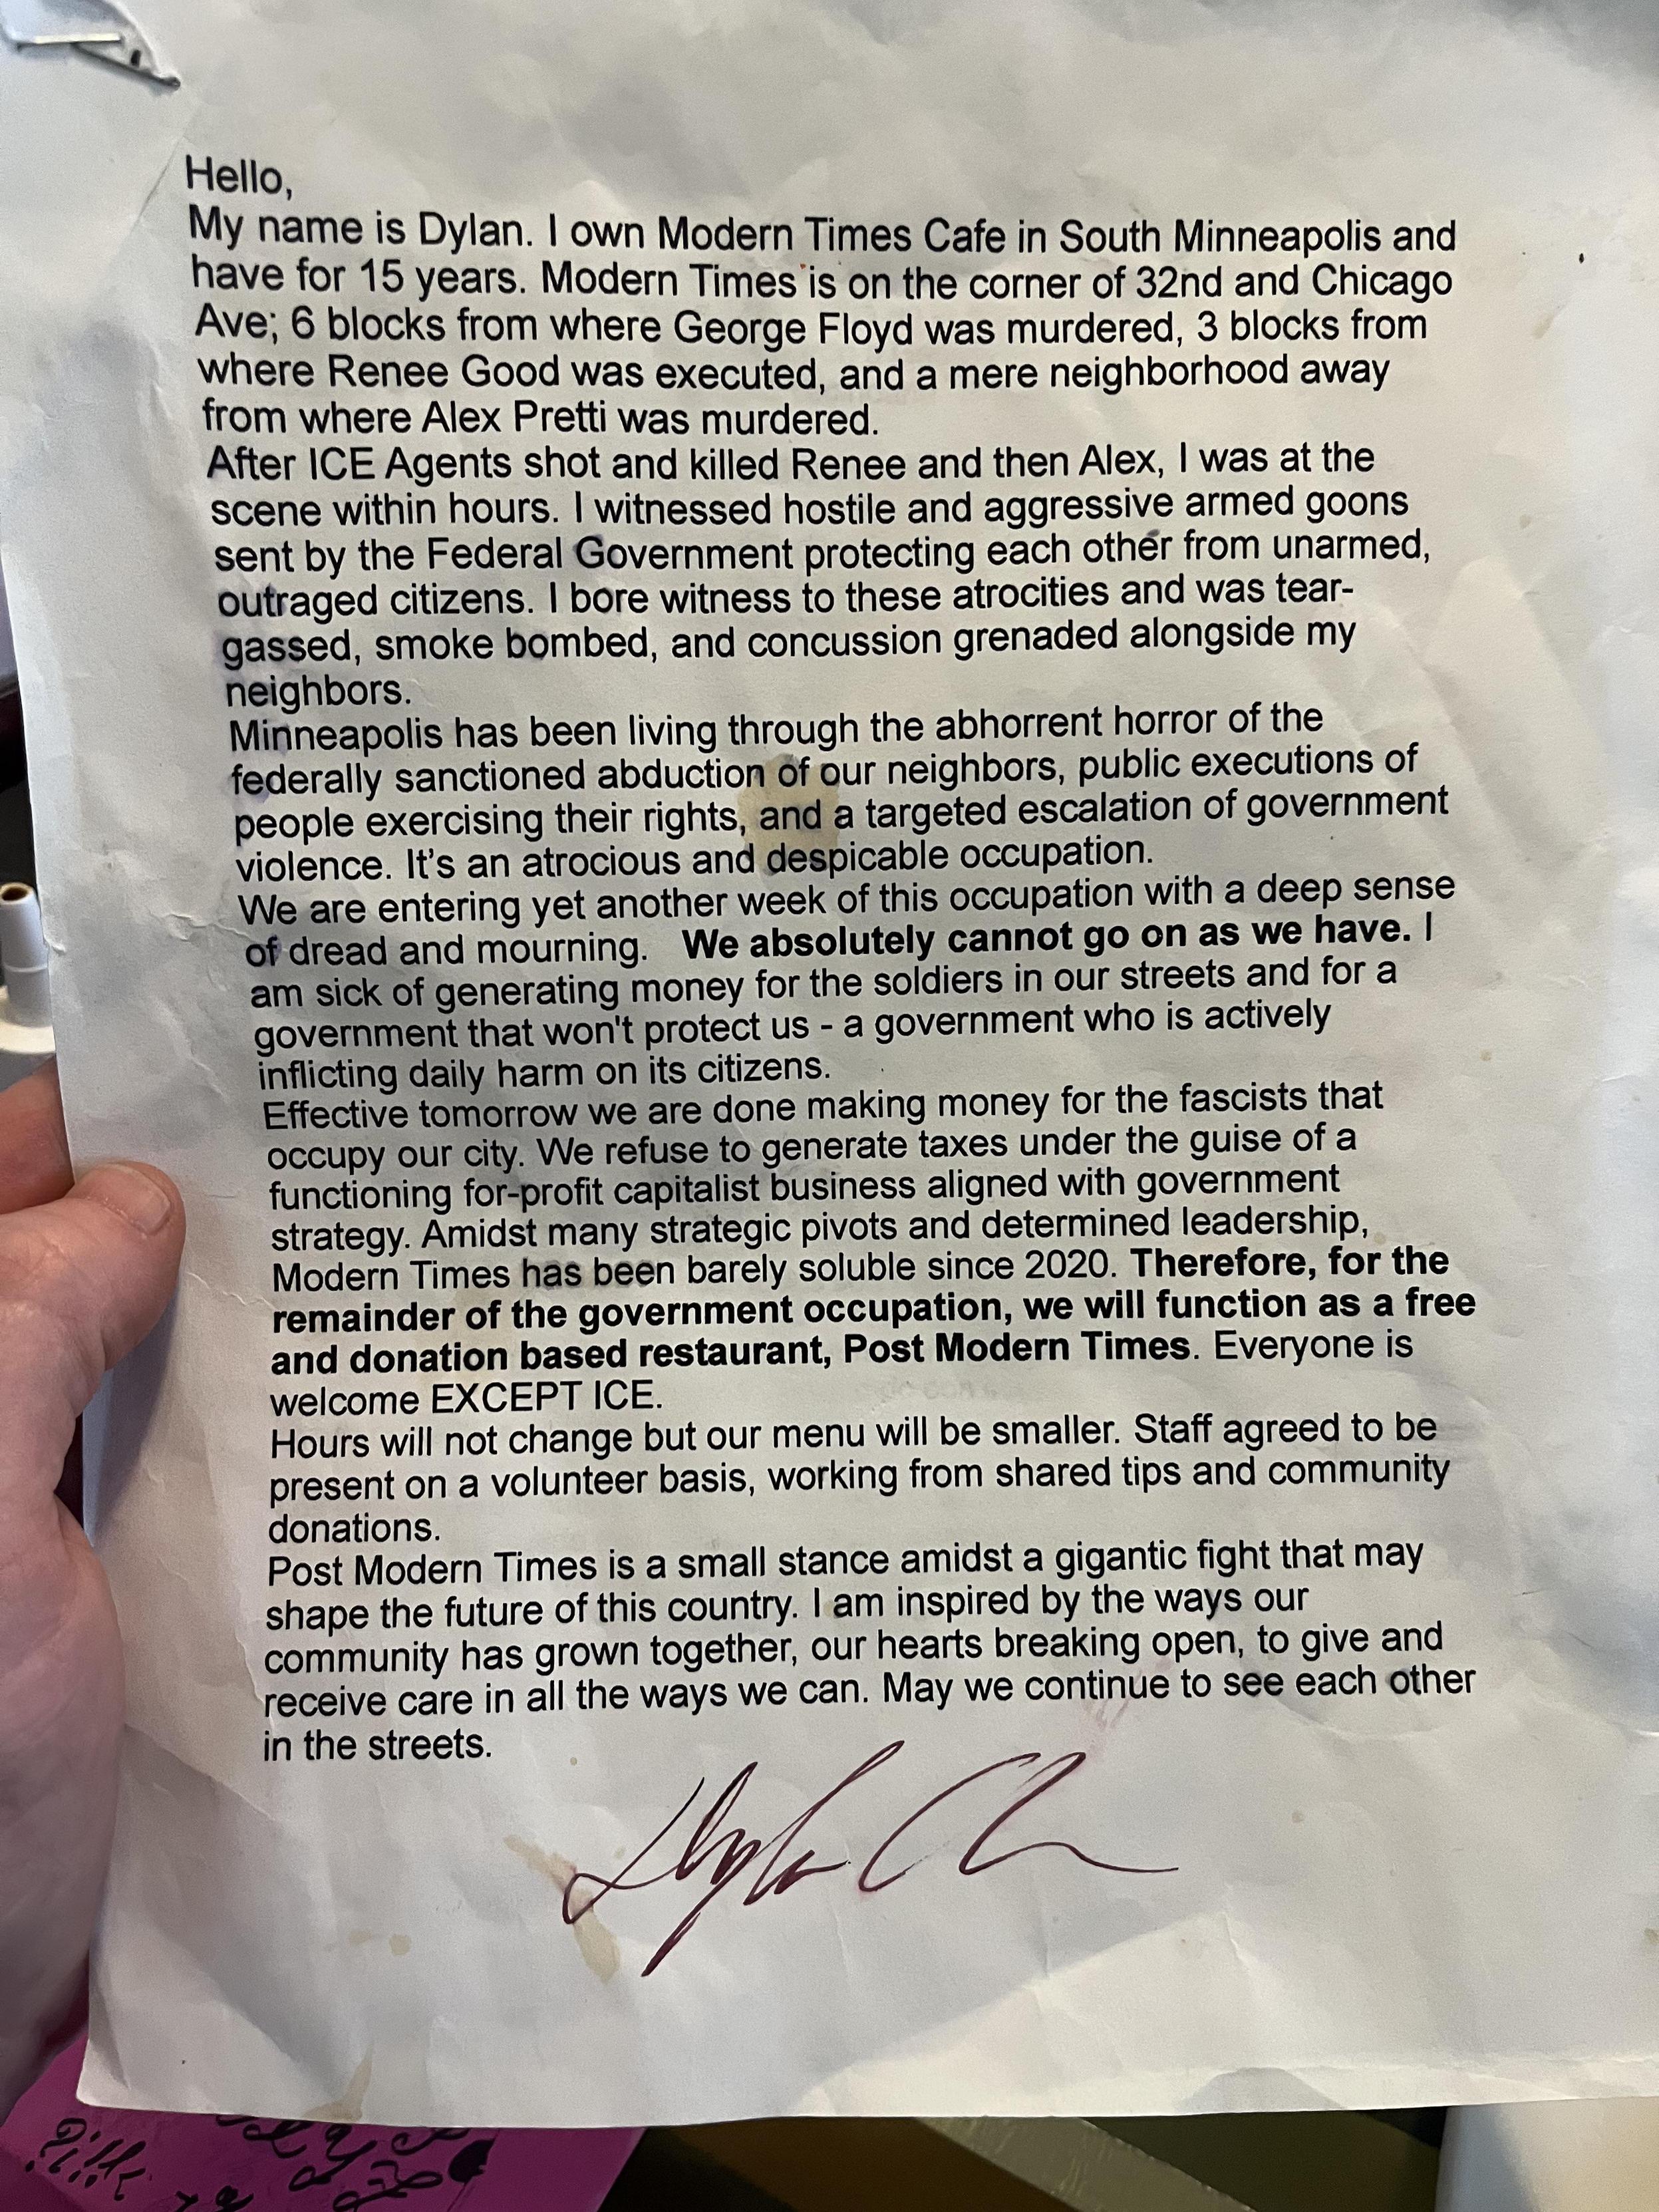 Hello,
My name is Dylan. I own Modern Times Cafe in South Minneapolis and
have for 15 years. Modern Times is on the corner of 32nd and Chicago
Ave; 6 blocks from where George Floyd was murdered, 3 blocks from
where Renee Good was executed, and a mere neighborhood away
from where Alex Pretti was murdered.
After ICE Agents shot and killed Renee and then Alex, I was at the
scene within hours. I witnessed hostile and aggressive armed goons
sent by the Federal Government protecting each other from unarmed,
outraged citizens. I bore witness to these atrocities and was tear-
gassed, smoke bombed, and concussion grenaded alongside my
neighbors.
Minneapolis has been living through the abhorrent horror of the
federally sanctioned abduction of our neighbors, public executions of
people exercising their rights, and a targeted escalation of government
violence. It's an atrocious and despicable occupation.
We are entering yet another week of this occupation with a deep sense
of dread and mourning. We absolutely cannot go on as we have. I
am sick of generating money for the soldiers in our streets and for a
government that won't protect us - a government who is actively
inflicting daily harm on its citizens.
Effective tomorrow we are done making money for the fascists that
occupy our city. We refuse to generate taxes under the guise of a
functioning for-profit capitalist business aligned with government
strategy. Amidst many strategic pivots and determined leadership,
Modern Times has been barely soluble since 2020. Therefore, for the
remainder of the government occupation, we will function as a free
and donation based restaurant, Post Modern Times. Everyone is
welcome EXCEPT ICE.
Hours will not change but our menu will be smaller. Staff agreed to be
present on a volunteer basis, working from shared tips and community
donations.
Post Modern Times is a small stance amidst a gigantic fight that may
shape the future of this country. I am inspired by the ways our
community has grown together, our hearts breaking open, to give and
receive care in all the ways we can. May we continue to see each other
in the streets.